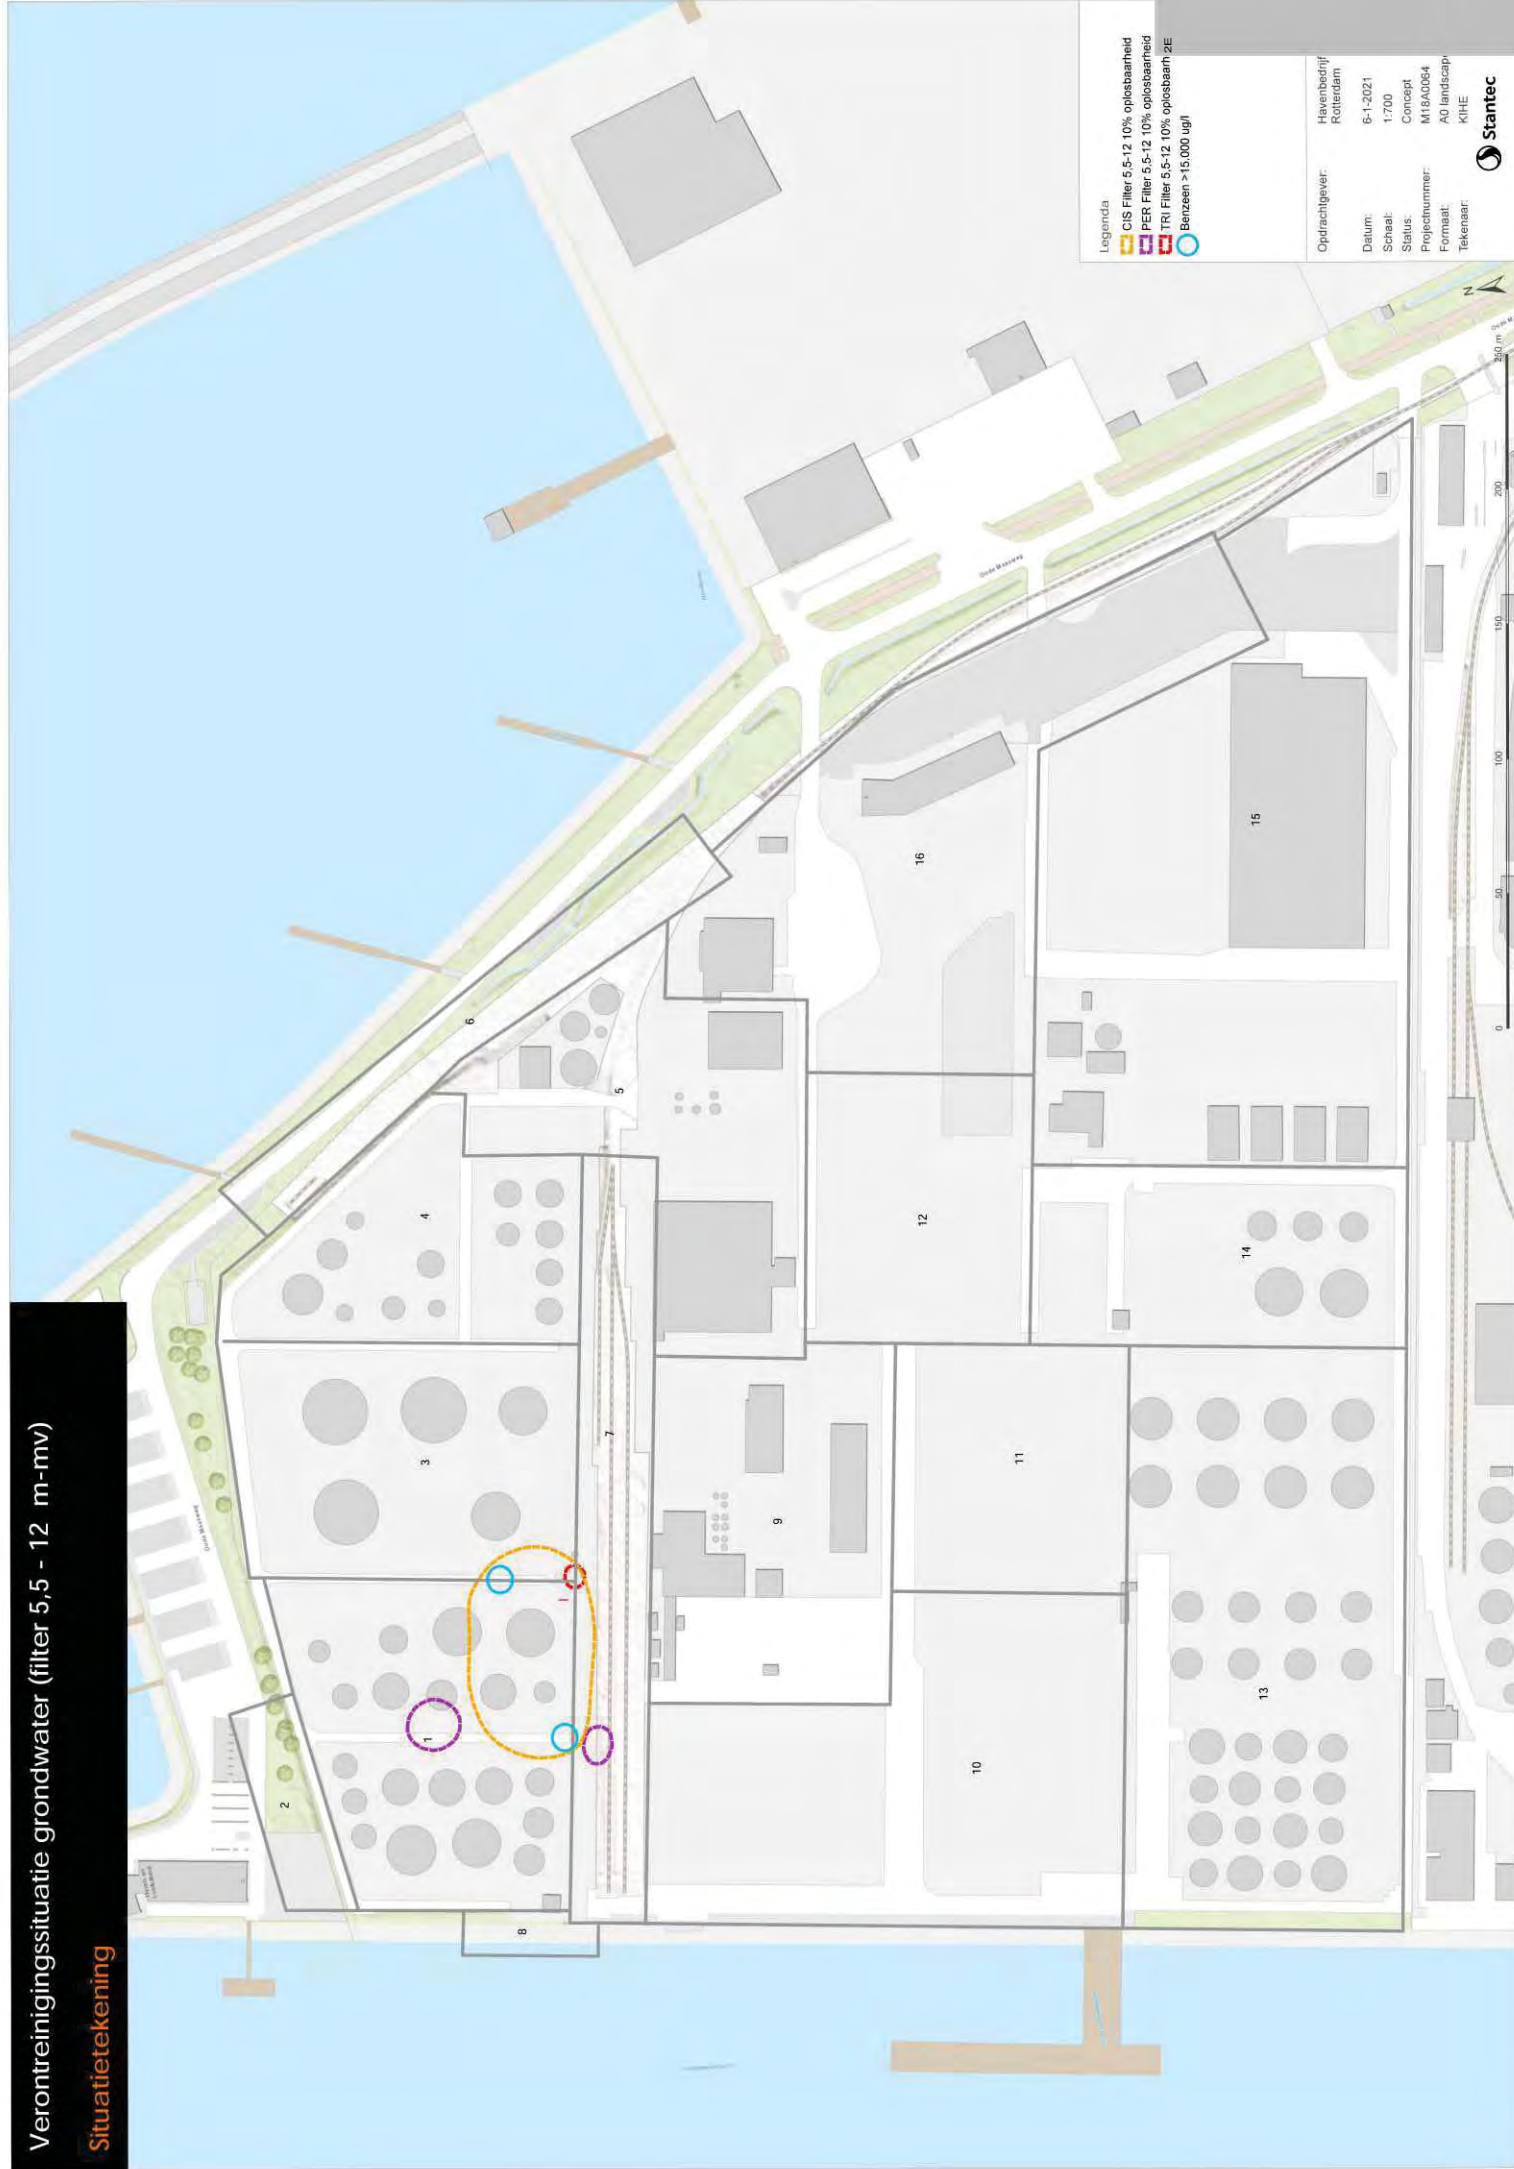 Verontreinigingssituatie grondwater (filter 5,5 - 12 m-mv)
Situatietekening
Legenda
CIS Filter 5,5-12 10% oplosbaarheid
PER Filter 5,5-12 10% oplosbaarheid
TRI Filter 5,5-12 10% oplosbaarh 2E
Benzeen >15.000 ug/l
Opdrachtgever: Havenbedrijf
Rotterdam
Datum: 6-1-2021
Schaal: 1:700
Status: Concept
Projectnummer: M18A0064
Formaat: A0 landscap
Tekenaar: KIHE
Stantec
N
0 50 100 150 200 250 m
Oude Maasweg
Oude Maasweg
Oude M
1
2
3
4
5
6
7
8
9
10
11
12
13
14
15
16
I